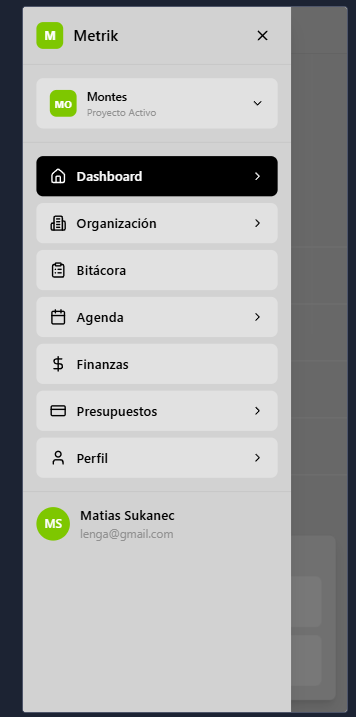 M Metrik
MO Montes
Proyecto Activo
Dashboard
Organización
Bitácora
Agenda
Finanzas
Presupuestos
Perfil
MS Matias Sukanec
lenga@gmail.com